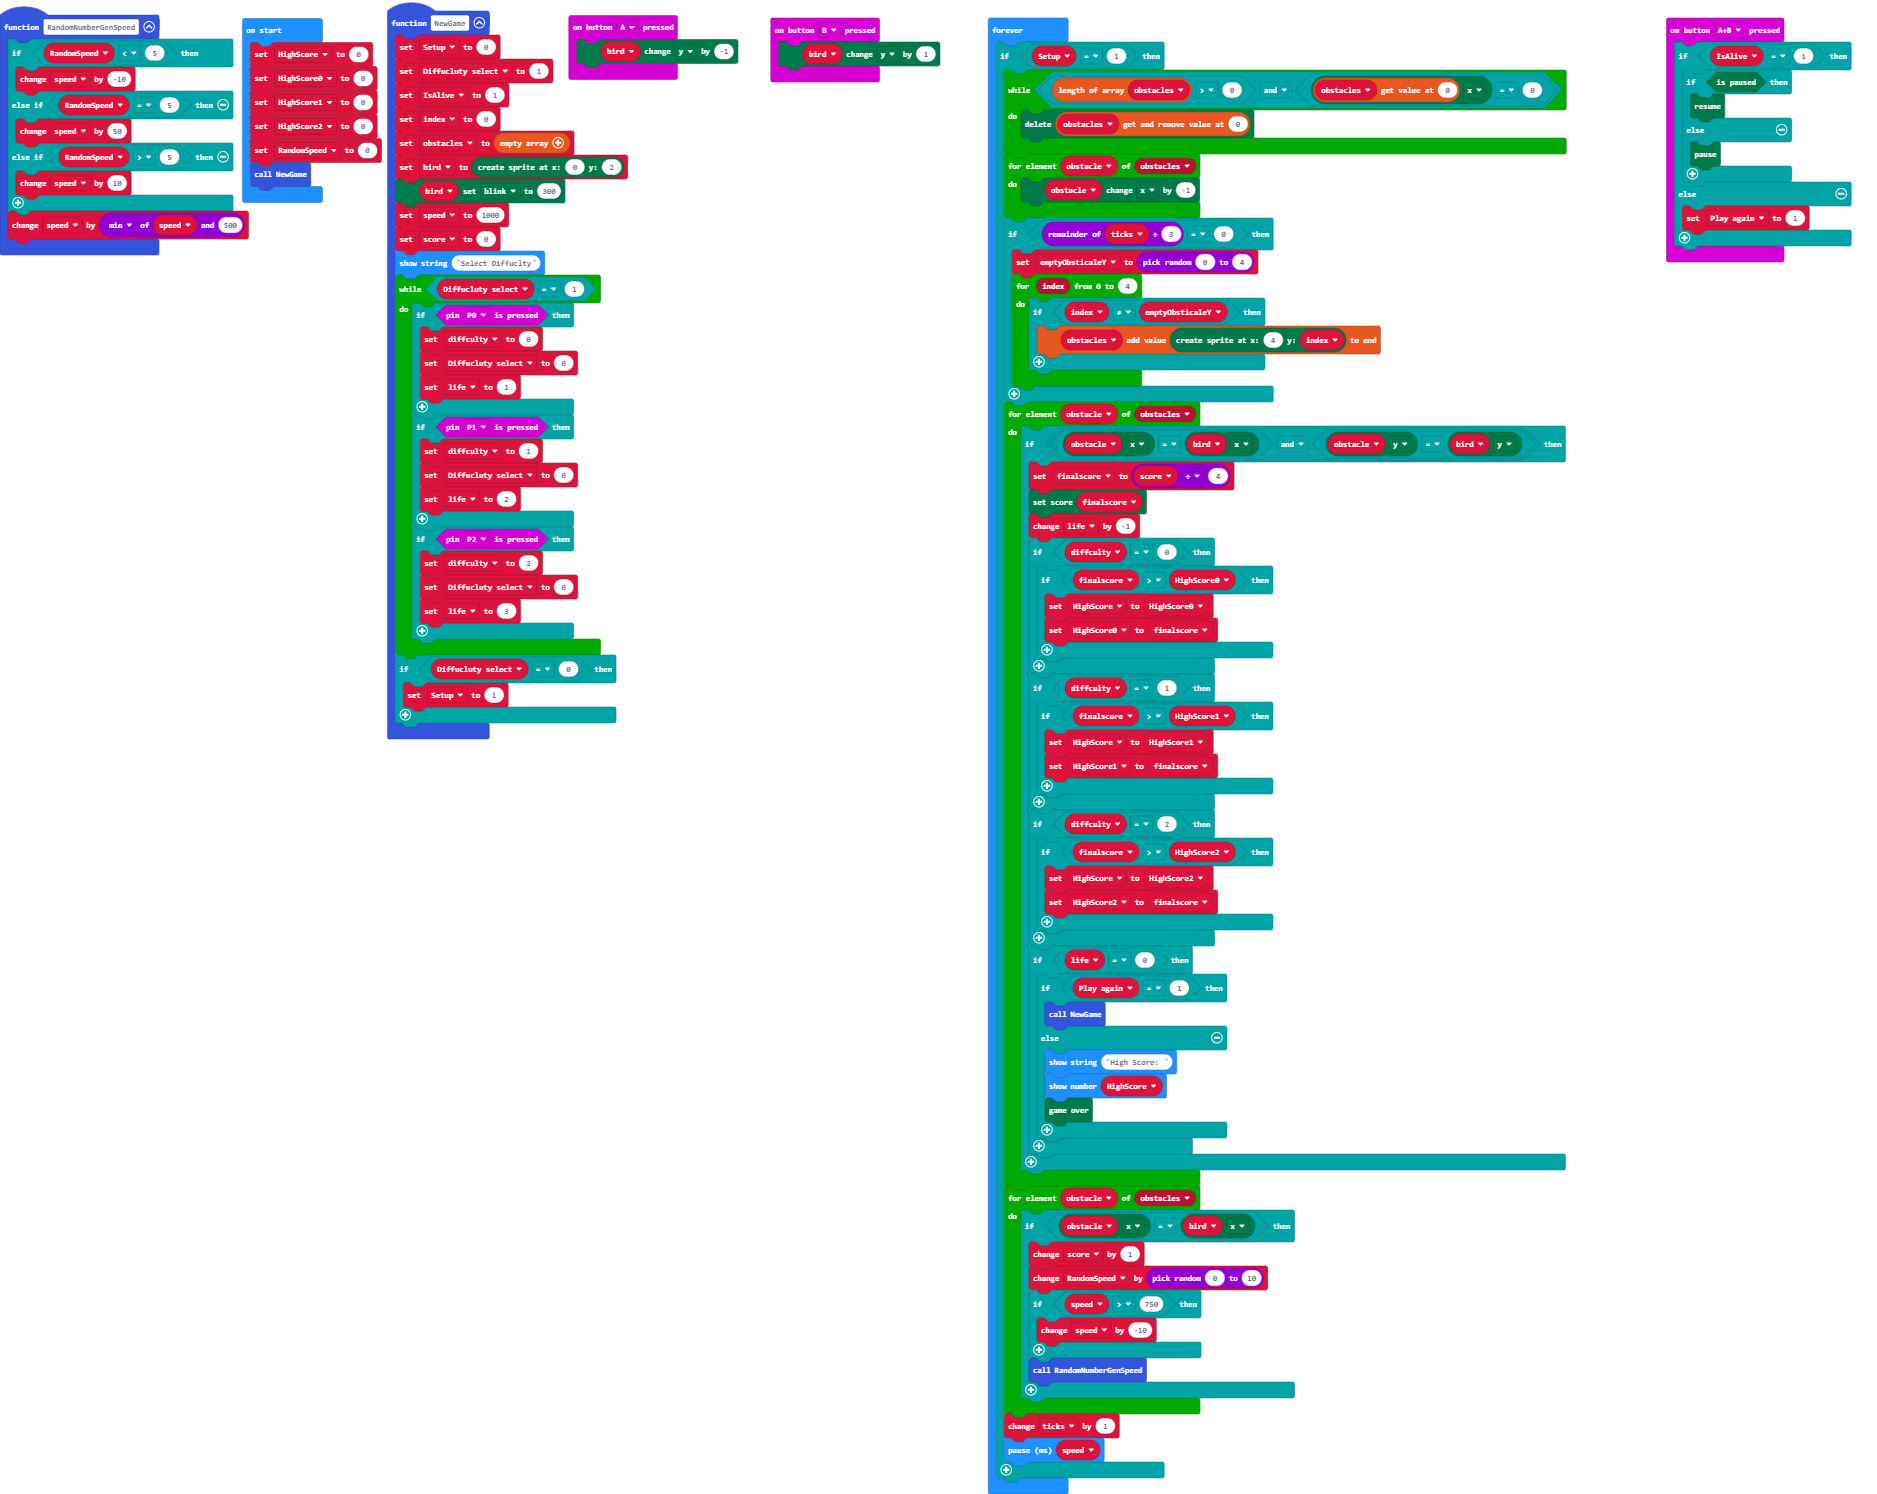 function RandomNumberGenSpeed
if RandomSpeed < 5 then
change speed by -10
else if RandomSpeed = 5 then
change speed by 50
else if RandomSpeed > 5 then
change speed by 10
change speed by min of speed and 500
on start
set HighScore to 0
set HighScore0 to 0
set HighScore1 to 0
set HighScore2 to 0
set RandomSpeed to 0
call NewGame
function NewGame
set Setup to 0
set Diffucluty select to 1
set IsAlive to 1
set index to 0
set obstacles to empty array
set bird to create sprite at x: 0 y: 2
bird set blink to 300
set speed to 1000
set score to 0
show string "Select Diffuclty"
while Diffucluty select = 1
do
if pin P0 is pressed then
set diffculty to 0
set Diffucluty select to 0
set life to 1
if pin P1 is pressed then
set diffculty to 1
set Diffucluty select to 0
set life to 2
if pin P2 is pressed then
set diffculty to 2
set Diffucluty select to 0
set life to 3
if Diffucluty select = 0 then
set Setup to 1
on button A pressed
bird change y by -1
on button B pressed
bird change y by 1
forever
if Setup = 1 then
while length of array obstacles > 0 and obstacles get value at 0 x = 0
do
delete obstacles get and remove value at 0
for element obstacle of obstacles
do
obstacle change x by -1
if remainder of ticks ÷ 3 = 0 then
set emptyObsticaleY to pick random 0 to 4
for index from 0 to 4
do
if index ≠ emptyObsticaleY then
obstacles add value create sprite at x: 4 y: index to end
for element obstacle of obstacles
do
if obstacle x = bird x and obstacle y = bird y then
set finalscore to score ÷ 4
set score finalscore
change life by -1
if diffculty = 0 then
if finalscore > HighScore0 then
set HighScore to HighScore0
set HighScore0 to finalscore
if diffculty = 1 then
if finalscore > HighScore1 then
set HighScore to HighScore1
set HighScore1 to finalscore
if diffculty = 2 then
if finalscore > HighScore2 then
set HighScore to HighScore2
set HighScore2 to finalscore
if life = 0 then
if Play again = 1 then
call NewGame
else
show string "High Score: "
show number HighScore
game over
for element obstacle of obstacles
do
if obstacle x = bird x then
change score by 1
change RandomSpeed by pick random 0 to 10
if speed > 750 then
change speed by -10
call RandomNumberGenSpeed
change ticks by 1
pause (ms) speed
on button A+B pressed
if IsAlive = 1 then
if is paused then
resume
else
pause
else
set Play again to 1